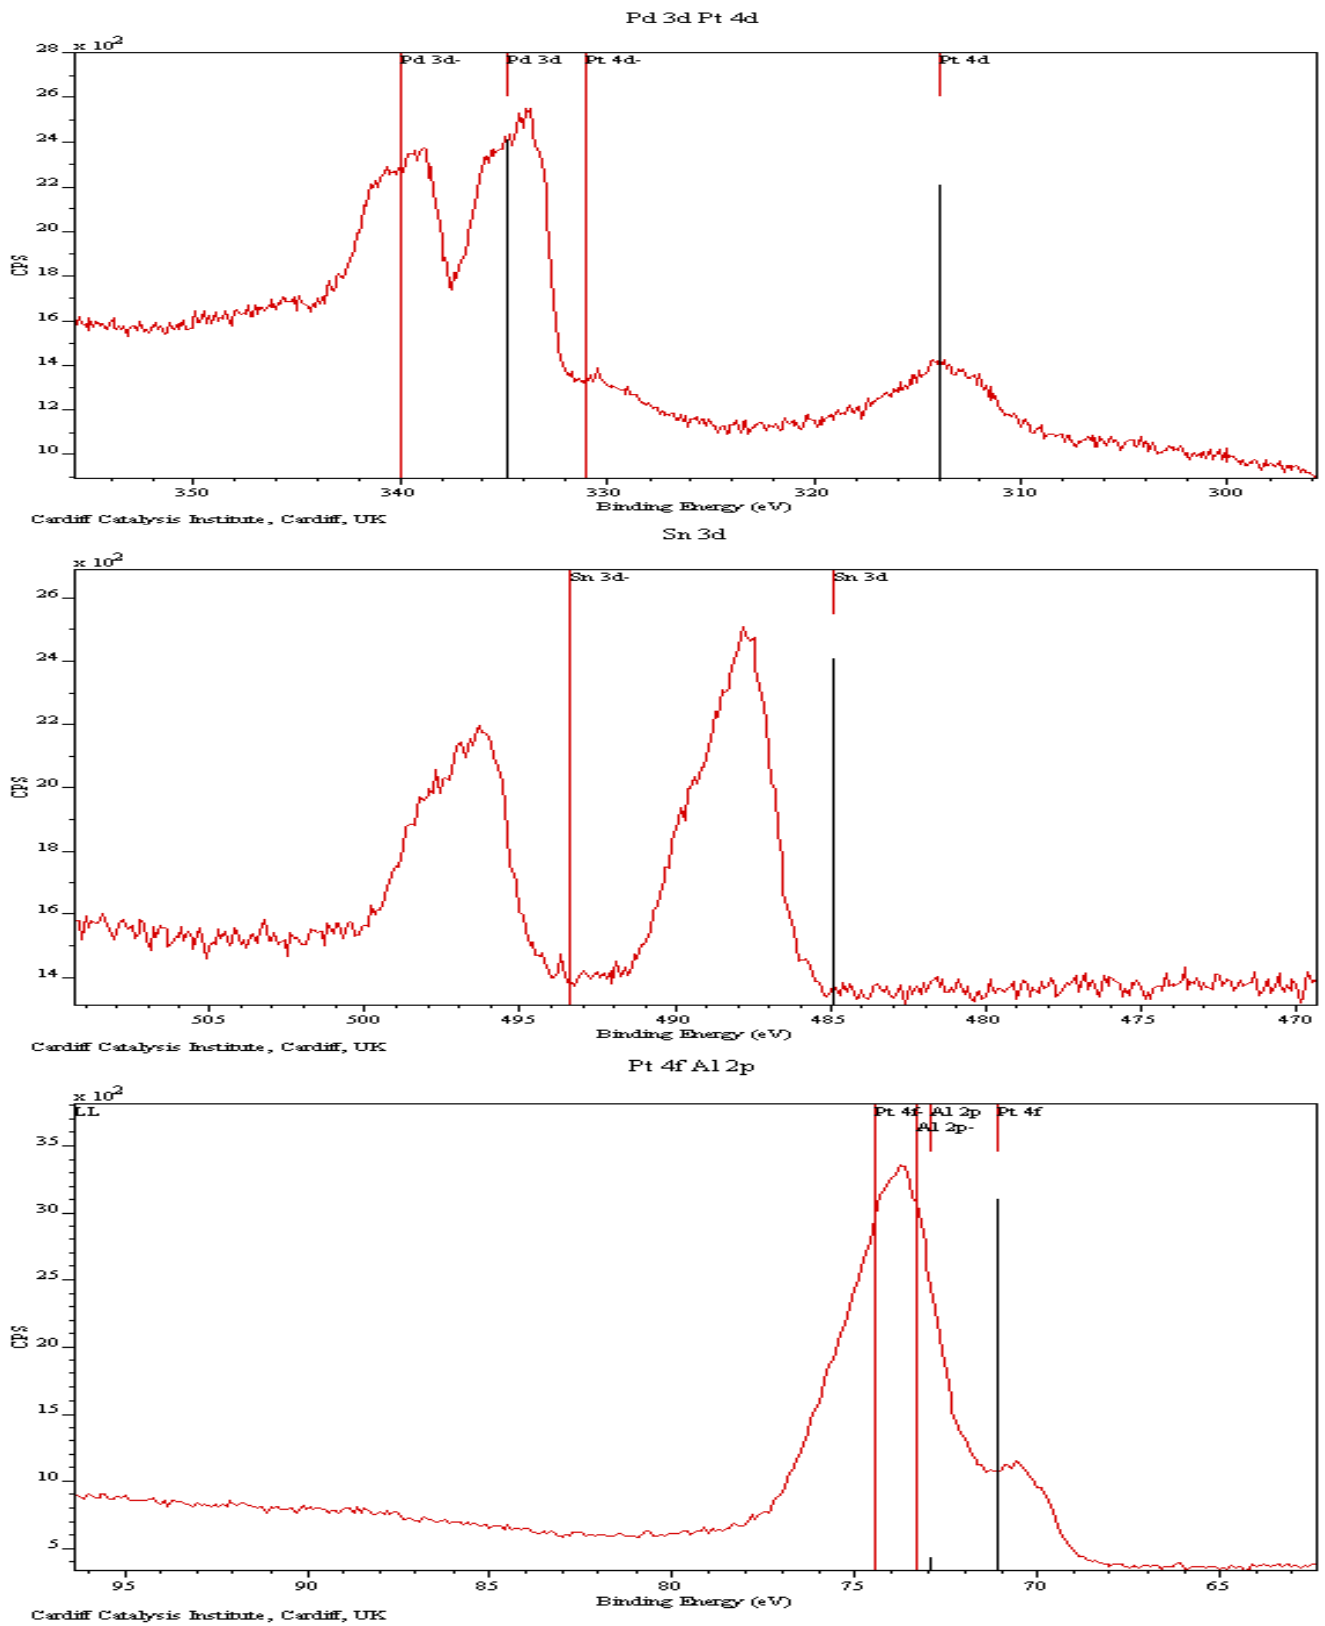 Pd 3d Pt 4d
x 10²
Pd 3d- Pd 3d Pt 4d- Pt 4d
28
26
24
22
20
18
16
14
12
10
CPS
350 340 330 320 310 300
Binding Energy (eV)
Cardiff Catalysis Institute, Cardiff, UK
Sn 3d
x 10²
Sn 3d- Sn 3d
26
24
22
20
18
16
14
CPS
505 500 495 490 485 480 475 470
Binding Energy (eV)
Cardiff Catalysis Institute, Cardiff, UK
Pt 4f Al 2p
x 10²
LL Pt 4f- Al 2p Pt 4f
Al 2p-
35
30
25
20
15
10
5
CPS
95 90 85 80 75 70 65
Binding Energy (eV)
Cardiff Catalysis Institute, Cardiff, UK